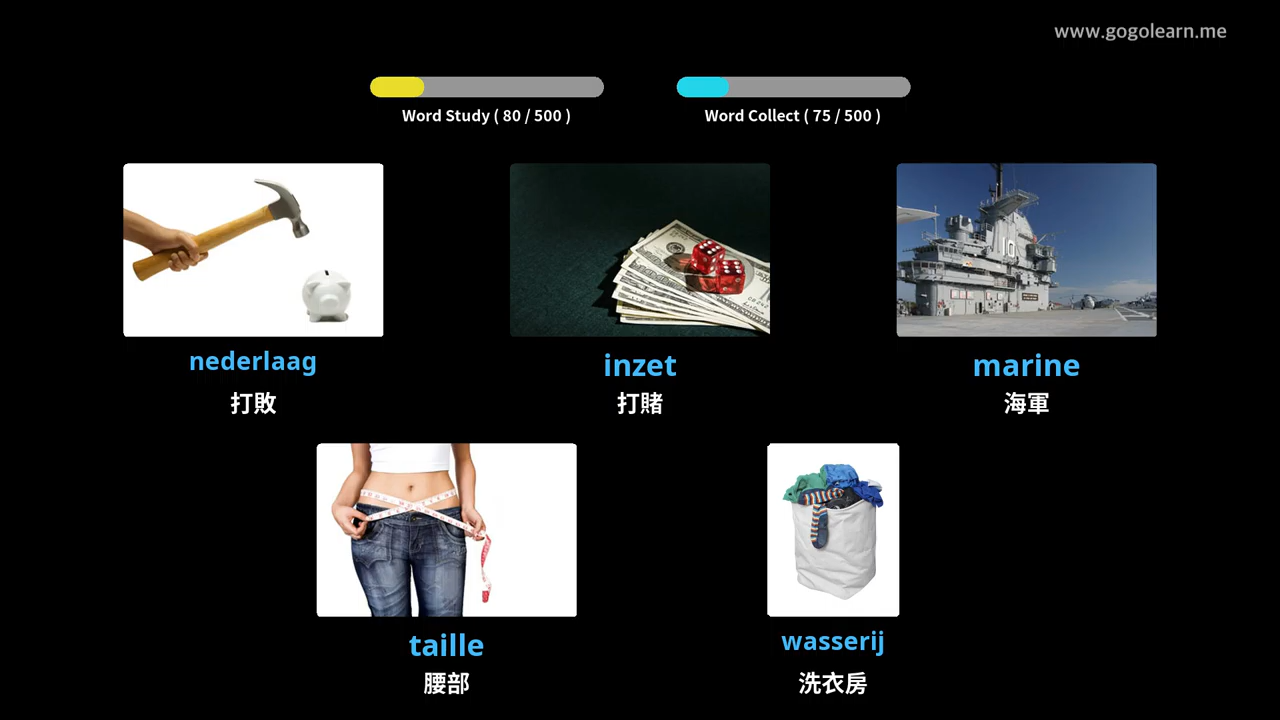 www.gogolearn.me
Word Study ( 80 / 500 )
Word Collect ( 75 / 500 )
10
nederlaag
打敗
inzet
打賭
marine
海軍
taille
腰部
wasserij
洗衣房